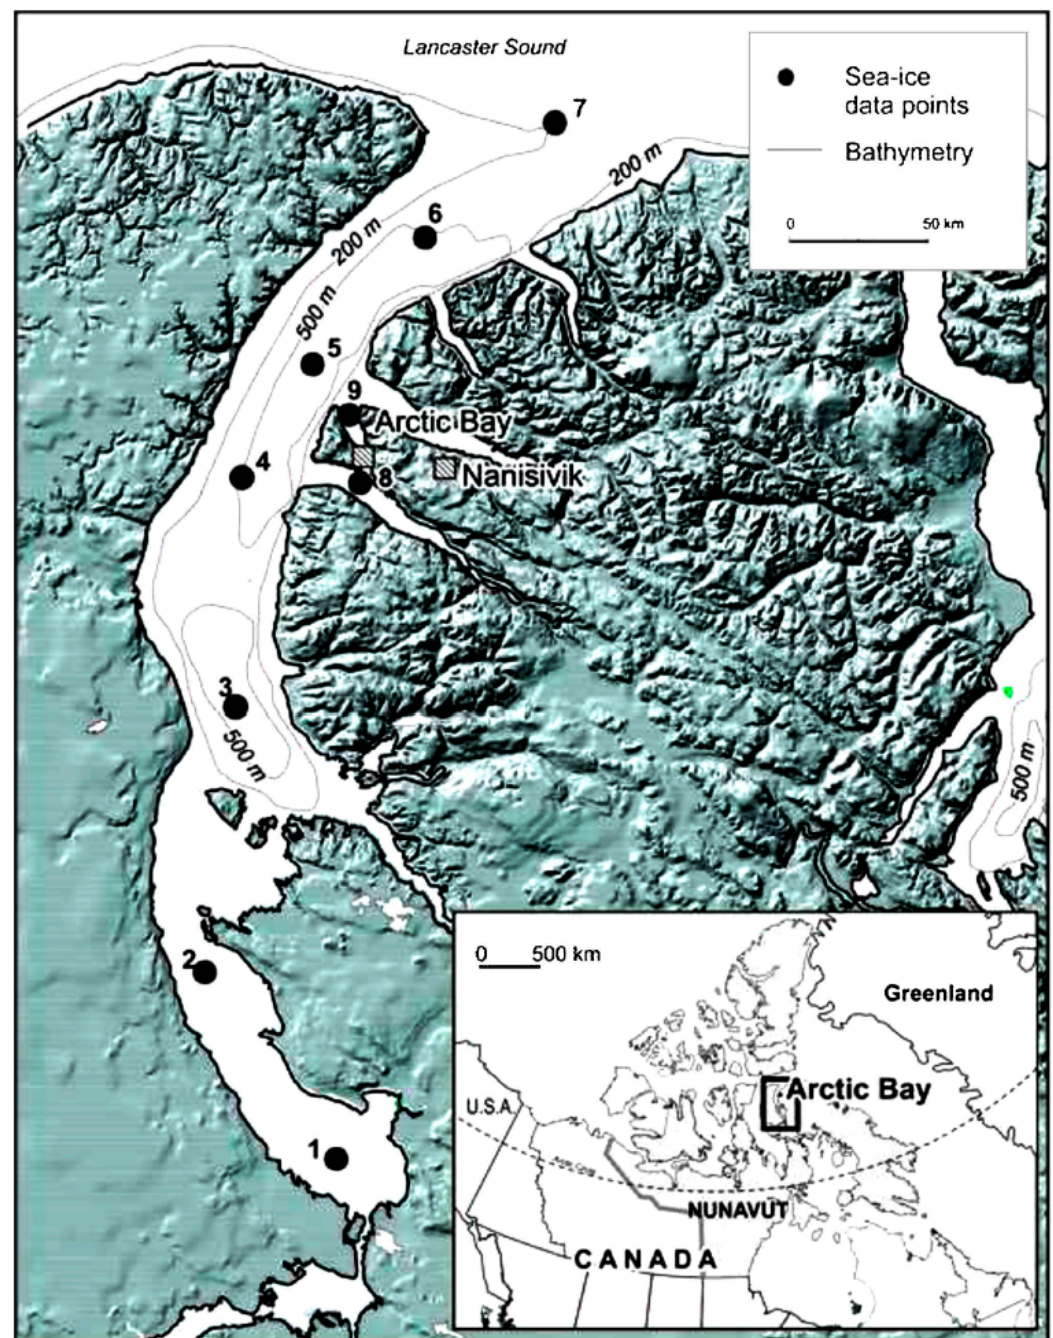 Lancaster Sound
Sea-ice
data points
Bathymetry
0 50 km
7
200 m
6
200 m
500 m
5
9
Arctic Bay
4
8
Nanisivik
3
500 m
500 m
2
1
0 500 km
Greenland
Arctic Bay
U.S.A.
NUNAVUT
CANADA